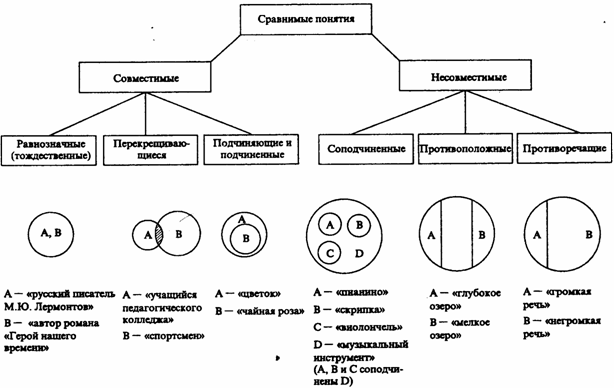 Сравнимые понятия
Совместимые
Несовместимые
Равнозначные
(тождественные)
Перекрещиваю-
щиеся
Подчиняющие и
подчиненные
Соподчиненные
Противоположные
Противоречащие
A, B
A
B
A
B
A
B
C
D
A
B
A
B
A — «русский писатель
М.Ю. Лермонтов»
B — «автор романа
«Герой нашего
времени»
A — «учащийся
педагогического
колледжа»
B — «спортсмен»
A — «цветок»
B — «чайная роза»
A — «пианино»
B — «скрипка»
C — «виолончель»
D — «музыкальный
инструмент»
(A, B и C соподчи-
нены D)
A — «глубокое
озеро»
B — «мелкое
озеро»
A — «громкая
речь»
B — «негромкая
речь»